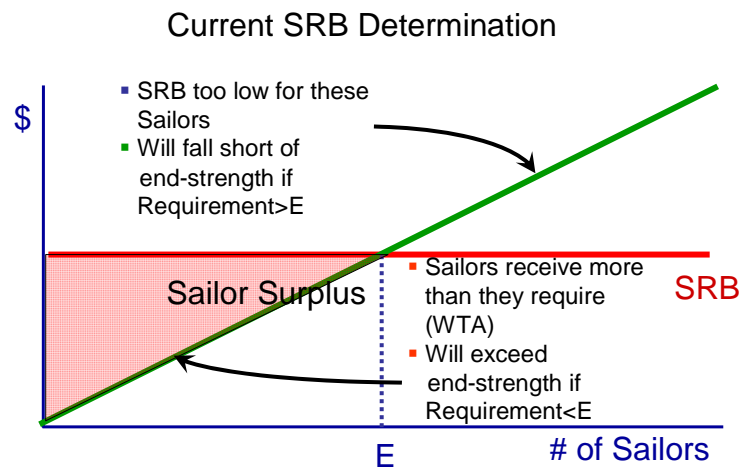 Current SRB Determination
$
▪ SRB too low for these
Sailors
▪ Will fall short of
end-strength if
Requirement>E
Sailor Surplus
▪ Sailors receive more
than they require
(WTA)
▪ Will exceed
end-strength if
Requirement<E
SRB
E
# of Sailors